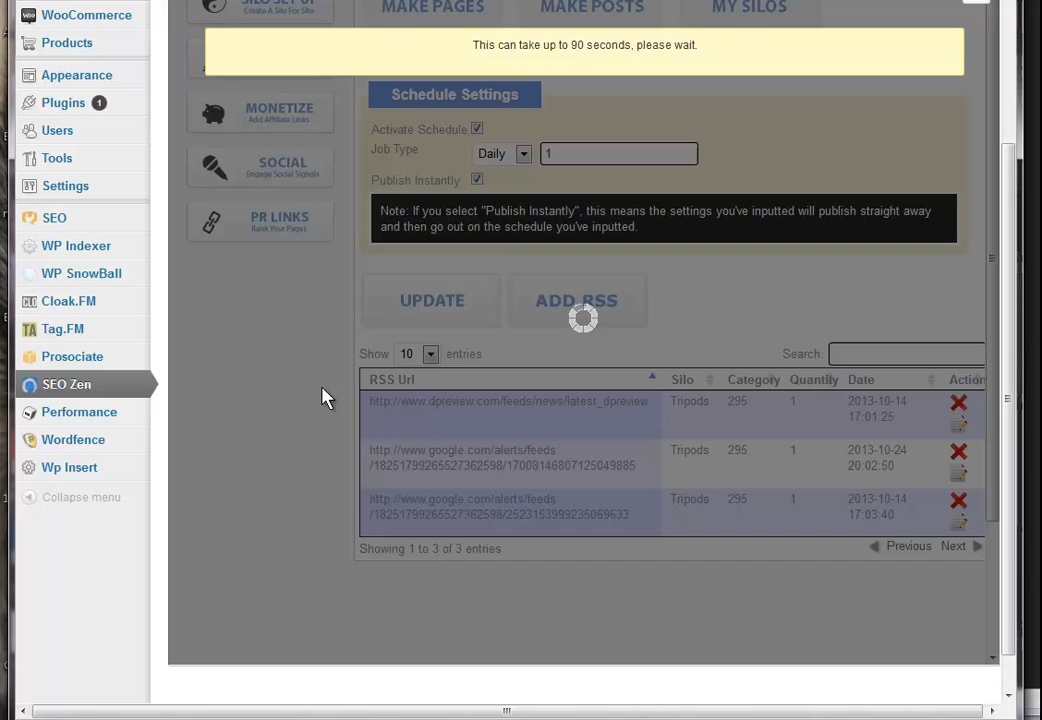 WooCommerce
Products
Appearance
Plugins 1
Users
Tools
Settings
SEO
WP Indexer
WP SnowBall
Cloak.FM
Tag.FM
Prosociate
SEO Zen
Performance
Wordfence
Wp Insert
Collapse menu
Create A Silo For Site
MONETIZE
Add Affiliate Links
SOCIAL
Engage Social Signals
PR LINKS
Rank Your Pages
MAKE PAGES MAKE POSTS MY SILOS
This can take up to 90 seconds, please wait.
Schedule Settings
Activate Schedule
Job Type Daily 1
Publish Instantly
Note: If you select "Publish Instantly", this means the settings you've inputted will publish straight away
and then go out on the schedule you've inputted.
UPDATE ADD RSS
Show 10 entries Search:
RSS Url Silo Category Quantity Date Action
http://www.dpreview.com/feeds/news/latest_dpreview Tripods 295 1 2013-10-14
17:01:25
http://www.google.com/alerts/feeds Tripods 295 1 2013-10-24
/18251799265527362598/17008146807125049885 20:02:50
http://www.google.com/alerts/feeds Tripods 295 1 2013-10-14
/18251799265527362598/2523153999235069633 17:03:40
Showing 1 to 3 of 3 entries Previous Next